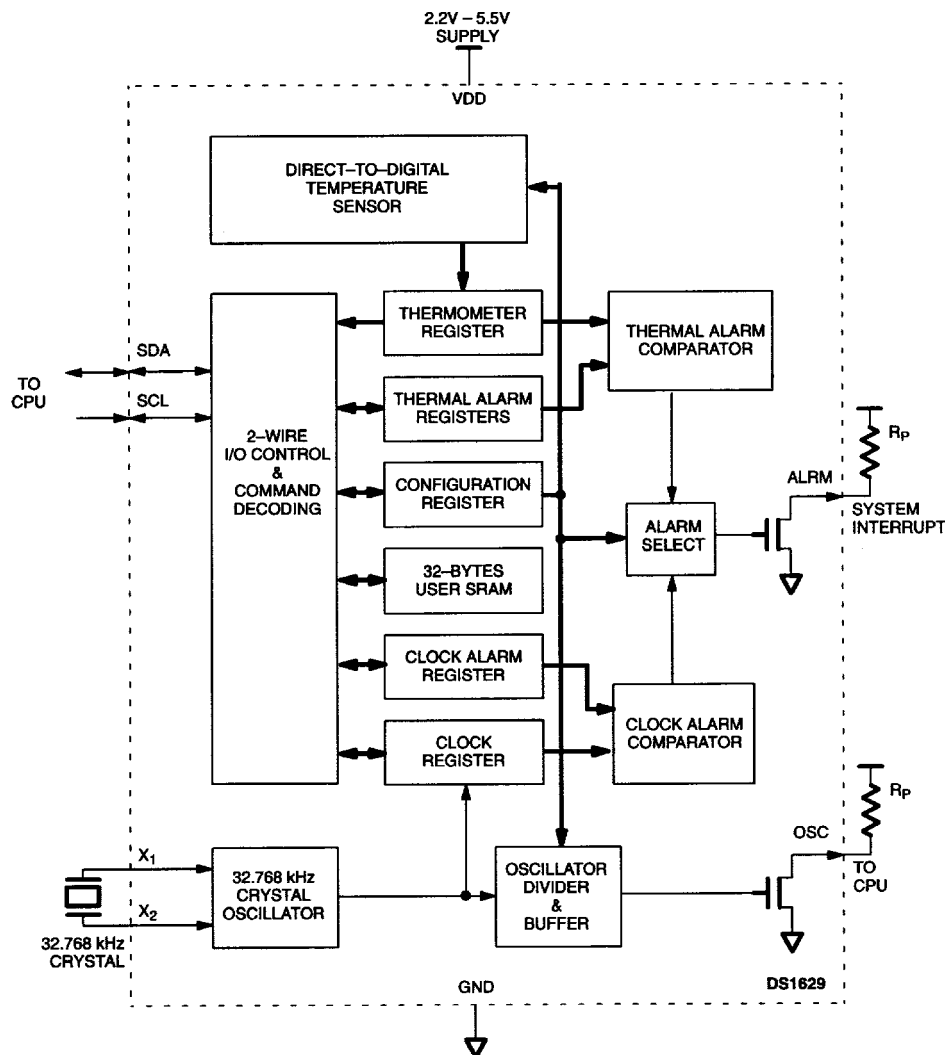 2.2V – 5.5V
SUPPLY
VDD
DIRECT–TO–DIGITAL
TEMPERATURE
SENSOR
THERMOMETER
REGISTER
THERMAL ALARM
COMPARATOR
SDA
TO
CPU
SCL
THERMAL ALARM
REGISTERS
2–WIRE
I/O CONTROL
&
COMMAND
DECODING
CONFIGURATION
REGISTER
ALARM
SELECT
ALRM
RP
SYSTEM
INTERRUPT
32–BYTES
USER SRAM
CLOCK ALARM
REGISTER
CLOCK
REGISTER
CLOCK ALARM
COMPARATOR
X1
X2
32.768 kHz
CRYSTAL
32.768 kHz
CRYSTAL
OSCILLATOR
OSCILLATOR
DIVIDER
&
BUFFER
OSC
RP
TO
CPU
GND
DS1629